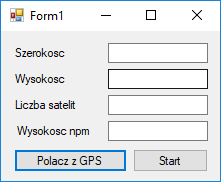 Form1
Szerokosc
Wysokosc
Liczba satelit
Wysokosc npm
Polacz z GPS
Start